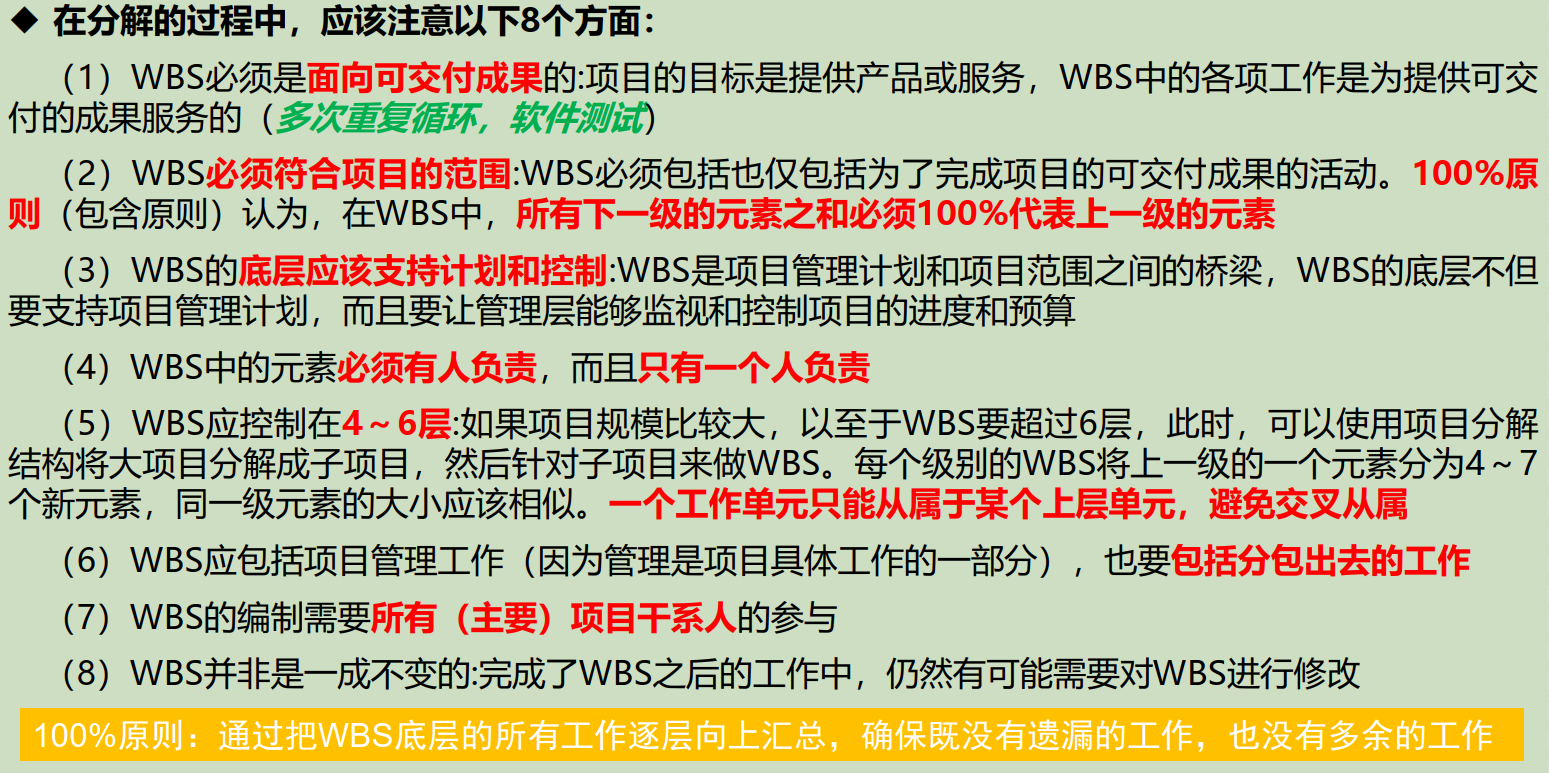 ◆ 在分解的过程中，应该注意以下8个方面：
（1）WBS必须是面向可交付成果的:项目的目标是提供产品或服务，WBS中的各项工作是为提供可交
付的成果服务的（多次重复循环，软件测试）
（2）WBS必须符合项目的范围:WBS必须包括也仅包括为了完成项目的可交付成果的活动。100%原
则（包含原则）认为，在WBS中，所有下一级的元素之和必须100%代表上一级的元素
（3）WBS的底层应该支持计划和控制:WBS是项目管理计划和项目范围之间的桥梁，WBS的底层不但
要支持项目管理计划，而且要让管理层能够监视和控制项目的进度和预算
（4）WBS中的元素必须有人负责，而且只有一个人负责
（5）WBS应控制在4～6层:如果项目规模比较大，以至于WBS要超过6层，此时，可以使用项目分解
结构将大项目分解成子项目，然后针对子项目来做WBS。每个级别的WBS将上一级的一个元素分为4～7
个新元素，同一级元素的大小应该相似。一个工作单元只能从属于某个上层单元，避免交叉从属
（6）WBS应包括项目管理工作（因为管理是项目具体工作的一部分），也要包括分包出去的工作
（7）WBS的编制需要所有（主要）项目干系人的参与
（8）WBS并非是一成不变的:完成了WBS之后的工作中，仍然有可能需要对WBS进行修改
100%原则：通过把WBS底层的所有工作逐层向上汇总，确保既没有遗漏的工作，也没有多余的工作